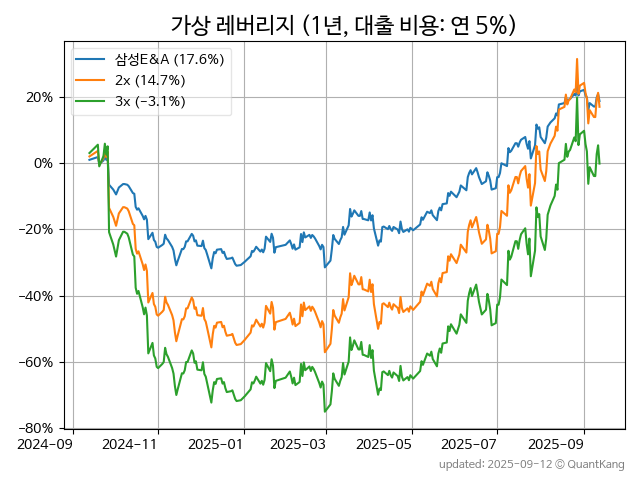 가상 레버리지 (1년, 대출 비용: 연 5%)
삼성E&A (17.6%)
2x (14.7%)
3x (−3.1%)
20%
0%
−20%
−40%
−60%
−80%
2024-09 2024-11 2025-01 2025-03 2025-05 2025-07 2025-09
updated: 2025-09-12 © QuantKang